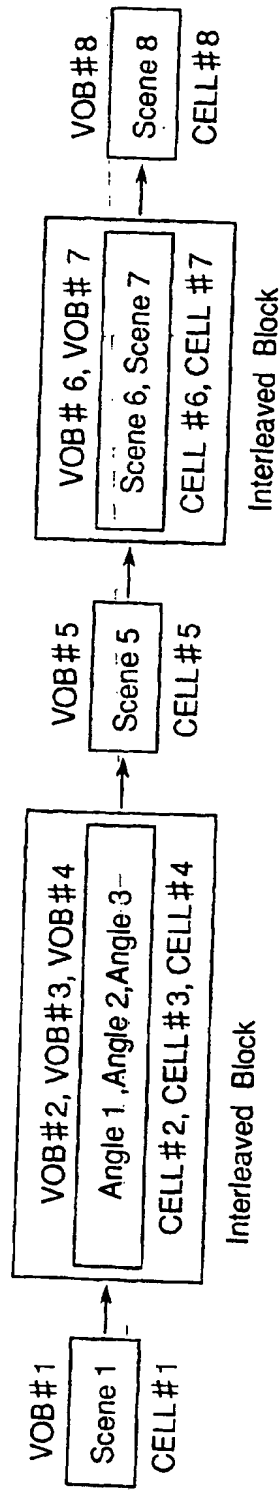 VOB#1
Scene 1
CELL#1
VOB#2, VOB#3, VOB#4
Angle 1, Angle 2, Angle 3
CELL#2, CELL#3, CELL#4
Interleaved Block
VOB#5
Scene 5
CELL#5
VOB# 6, VOB# 7
Scene 6, Scene 7
CELL #6, CELL #7
Interleaved Block
VOB#8
Scene 8
CELL#8